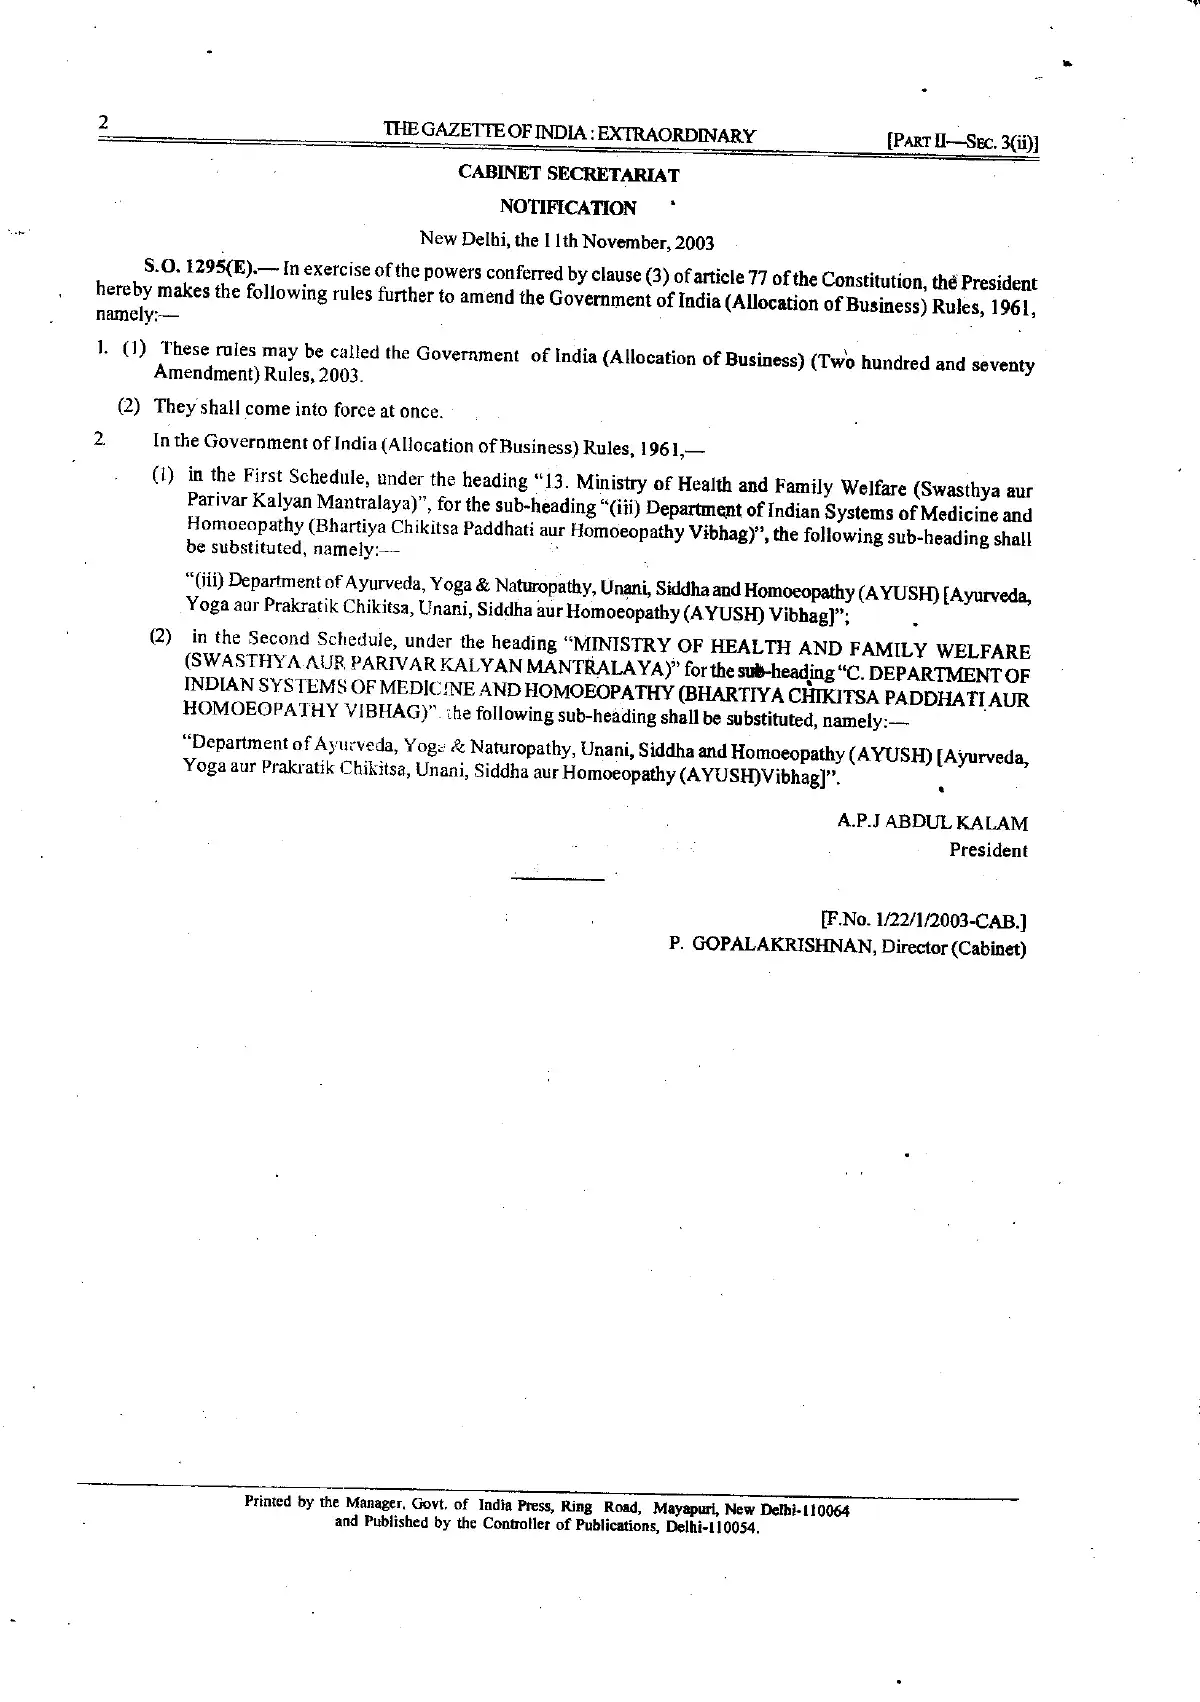 2
THE GAZETTE OF INDIA : EXTRAORDINARY
[PART II—SEC. 3(ii)]
CABINET SECRETARIAT
NOTIFICATION
New Delhi, the 11th November, 2003
S.O. 1295(E).— In exercise of the powers conferred by clause (3) of article 77 of the Constitution, the President
hereby makes the following rules further to amend the Government of India (Allocation of Business) Rules, 1961,
namely:—
1. (1) These rules may be called the Government of India (Allocation of Business) (Two hundred and seventy
Amendment) Rules, 2003.
(2) They shall come into force at once.
2. In the Government of India (Allocation of Business) Rules, 1961,—
(1) in the First Schedule, under the heading “13. Ministry of Health and Family Welfare (Swasthya aur
Parivar Kalyan Mantralaya)”, for the sub-heading “(iii) Department of Indian Systems of Medicine and
Homoeopathy (Bhartiya Chikitsa Paddhati aur Homoeopathy Vibhag)”, the following sub-heading shall
be substituted, namely:—
“(iii) Department of Ayurveda, Yoga & Naturopathy, Unani, Siddha and Homoeopathy (AYUSH) [Ayurveda,
Yoga aur Prakratik Chikitsa, Unani, Siddha aur Homoeopathy (AYUSH) Vibhag]”;
(2) in the Second Schedule, under the heading “MINISTRY OF HEALTH AND FAMILY WELFARE
(SWASTHYA AUR PARIVAR KALYAN MANTRALAYA)” for the sub-heading “C. DEPARTMENT OF
INDIAN SYSTEMS OF MEDICINE AND HOMOEOPATHY (BHARTIYA CHIKITSA PADDHATI AUR
HOMOEOPATHY VIBHAG)”. the following sub-heading shall be substituted, namely:—
“Department of Ayurveda, Yoga & Naturopathy, Unani, Siddha and Homoeopathy (AYUSH) [Ayurveda,
Yoga aur Prakratik Chikitsa, Unani, Siddha aur Homoeopathy (AYUSH)Vibhag]”.
A.P.J ABDUL KALAM
President
[F.No. 1/22/1/2003-CAB.]
P. GOPALAKRISHNAN, Director (Cabinet)
Printed by the Manager, Govt. of India Press, Ring Road, Mayapuri, New Delhi-110064
and Published by the Controller of Publications, Delhi-110054.